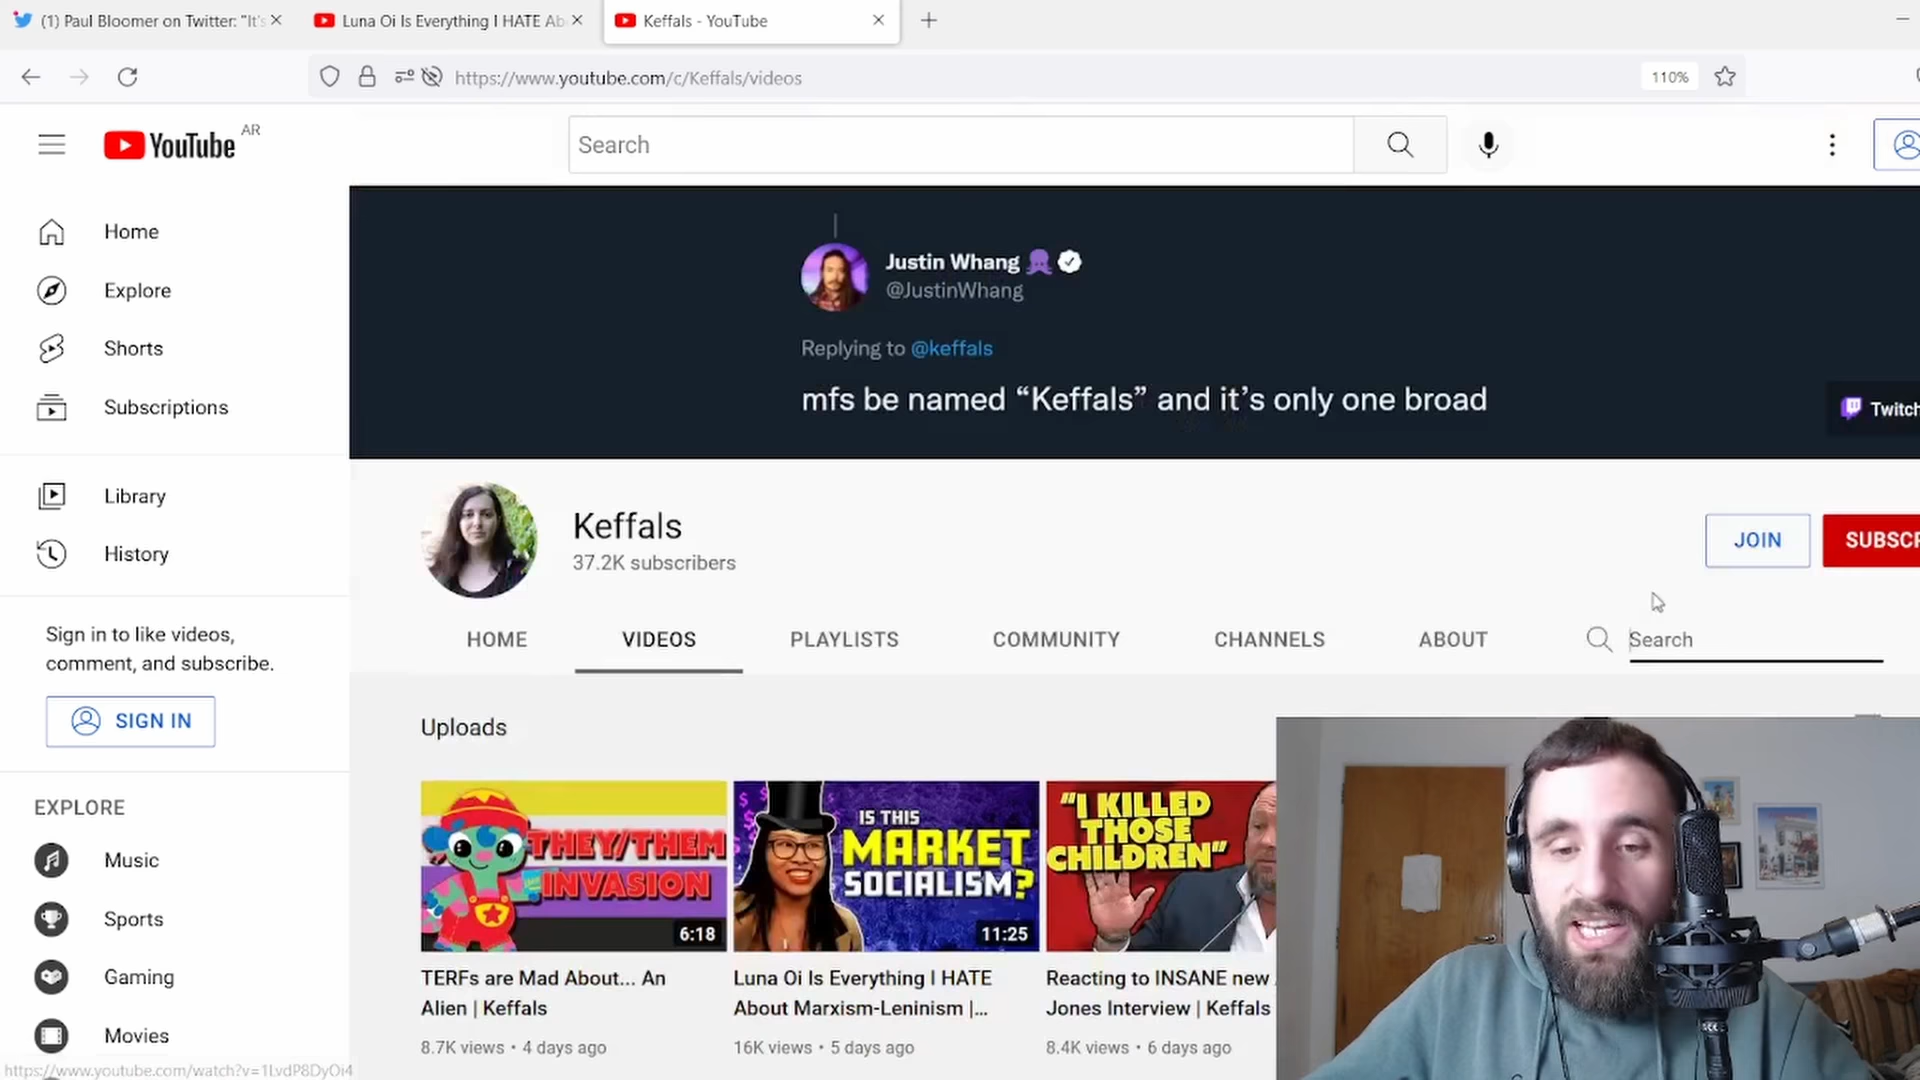 (1) Paul Bloomer on Twitter: "It's
Luna Oi Is Everything I HATE Ab
Keffals - YouTube
https://www.youtube.com/c/Keffals/videos
110%
YouTube AR
Search
Home
Explore
Shorts
Subscriptions
Library
History
Sign in to like videos,
comment, and subscribe.
SIGN IN
EXPLORE
Music
Sports
Gaming
Movies
https://www.youtube.com/watch?v=1LvdP8DyOi4
Justin Whang
@JustinWhang
Replying to @keffals
mfs be named “Keffals” and it’s only one broad
Twitch
Keffals
37.2K subscribers
JOIN
SUBSCR
HOME
VIDEOS
PLAYLISTS
COMMUNITY
CHANNELS
ABOUT
Search
Uploads
THEY/THEM
INVASION
6:18
TERFs are Mad About... An
Alien | Keffals
8.7K views • 4 days ago
IS THIS
MARKET
SOCIALISM?
11:25
Luna Oi Is Everything I HATE
About Marxism-Leninism |...
16K views • 5 days ago
"I KILLED
THOSE
CHILDREN"
Reacting to INSANE new
Jones Interview | Keffals
8.4K views • 6 days ago